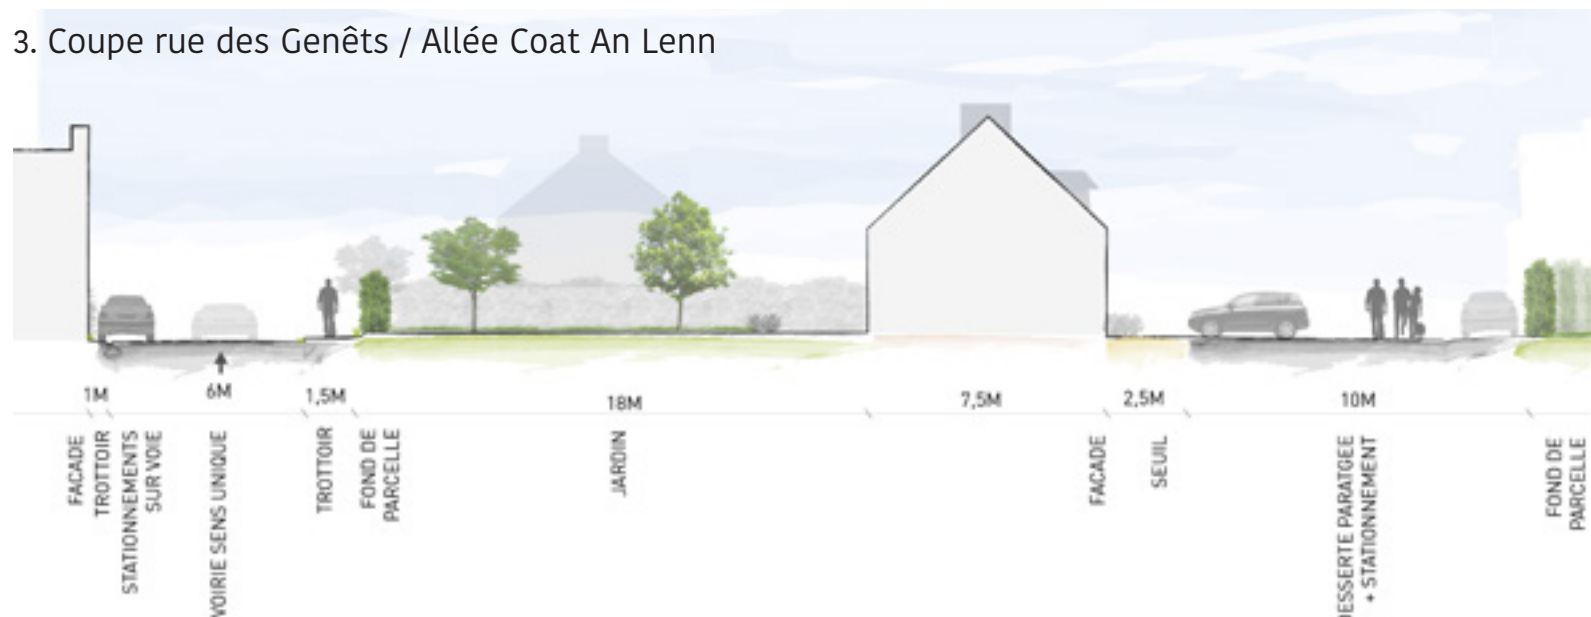 3. Coupe rue des Genêts / Allée Coat An Lenn
1M
6M
1,5M
18M
7,5M
2,5M
10M
FACADE
TROTTOIR
STATIONNEMENTS
SUR VOIE
VOIRIE SENS UNIQUE
TROTTOIR
FOND DE
PARCELLE
JARDIN
FACADE
SEUIL
DESSERTE PARATGEE
+ STATIONNEMENT
FOND DE
PARCELLE